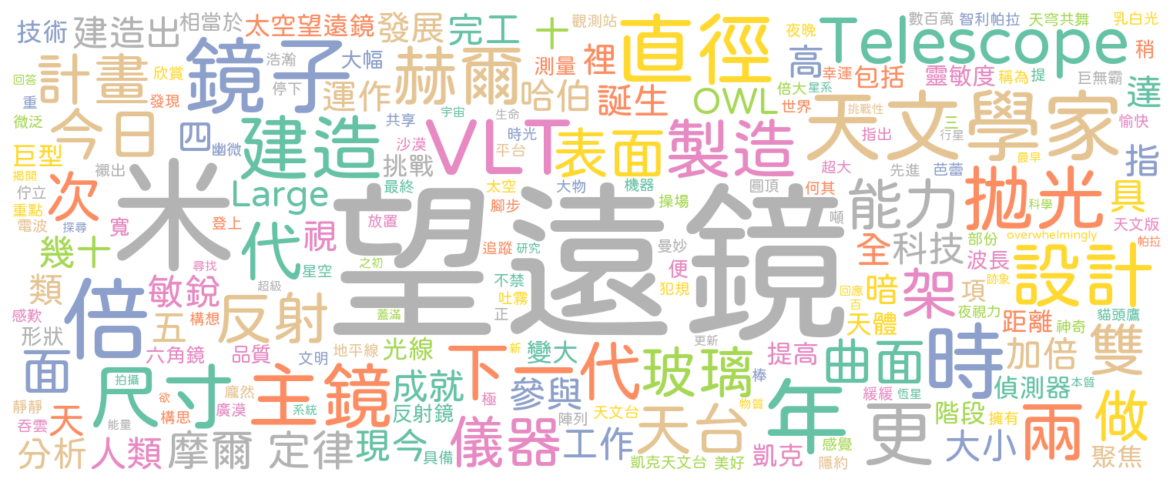 技術 建造出 相當於 太空望遠鏡 發展 完工 十 觀測站 裡 直徑 夜晚 數百萬 智利帕拉 天穹共舞 乳白光
回答 計畫 欣賞 鏡子 浩瀚 大幅 赫爾 測量 高 Telescope 稍
重 發現 停下 運作 哈伯 誕生 OWL 幸運 包括 靈敏度 稱為 提 巨無霸 達
微泛 今日 四 幽微 建造 共享 宇宙 生命 時光 VLT 表面 製造 世界 倍大 星系 天文學家 挑戰性 三 愉快
巨型 襯出 沙漠 挑戰 平台 指出 行星 最早 指
揭開 佇立 次 米 Large 最終 太空 大物 機器 圓頂 超大 何其 先進 芭蕾 能力 拋光 科學 具
重點 電波 探尋 寬 登上 代 視 放置 望遠鏡 腳步 操場 噸 全 科技 部份 overwhelmingly 天文版 帕拉
幾十 尋找 星空 之初 追蹤 研究 曼妙 便 波長 跡象
類 敏銳 超級 不禁 犯規 回應 暗 架 項 設計
感歎 倍 五 構想 反射 蓋滿 吐霧 正 百 天體 夜視力 距離 神奇 貓頭鷹
形狀 六角鏡 品質 文明 地平線 光線 新 變大 更新 提高 曲面 時 加倍 雙
面 尺寸 拍攝 主鏡 成就 下一代 玻璃 偵測器 本質
靜靜 欲 龐然 能量 構思 廣漠 系統 反射鏡 極 參與 棒 物質 年 緩緩 恆星 階段 擁有 做
吞雲 天 陣列 天文台 天台 感覺 更 兩
分析 人類 摩爾 定律 現今 具備 儀器 工作 凱克天文台 美好 凱克 隱約 大小 聚焦